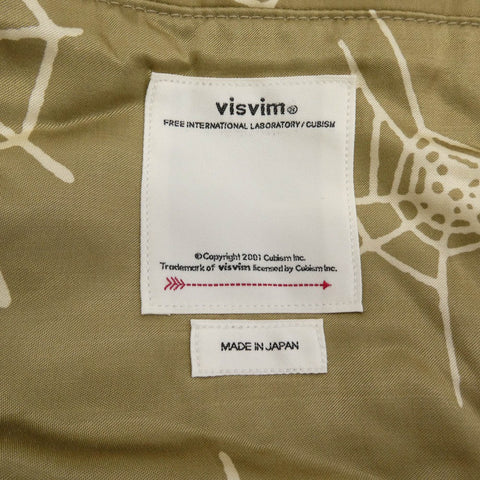 visvim®
FREE INTERNATIONAL LABORATORY / CUBISM
©Copyright 2001 Cubism Inc.
Trademark of visvim licensed by Cubism Inc.
MADE IN JAPAN